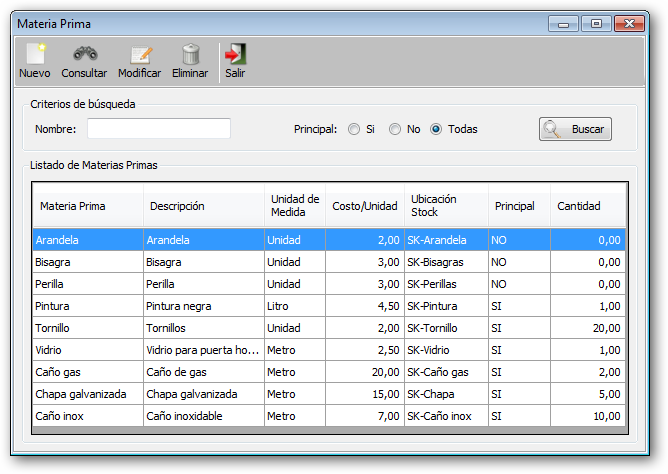 Materia Prima
Nuevo Consultar Modificar Eliminar Salir
Criterios de búsqueda
Nombre: Principal: Si No Todas Buscar
Listado de Materias Primas
Materia Prima Descripción Unidad de Medida Costo/Unidad Ubicación Stock Principal Cantidad
Arandela Arandela Unidad 2,00 SK-Arandela NO 0,00
Bisagra Bisagra Unidad 3,00 SK-Bisagras NO 0,00
Perilla Perilla Unidad 3,00 SK-Perillas NO 0,00
Pintura Pintura negra Litro 4,50 SK-Pintura SI 1,00
Tornillo Tornillos Unidad 2,00 SK-Tornillo SI 20,00
Vidrio Vidrio para puerta ho... Metro 2,50 SK-Vidrio SI 1,00
Caño gas Caño de gas Metro 20,00 SK-Caño gas SI 2,00
Chapa galvanizada Chapa galvanizada Metro 15,00 SK-Chapa SI 5,00
Caño inox Caño inoxidable Metro 7,00 SK-Caño inox SI 10,00